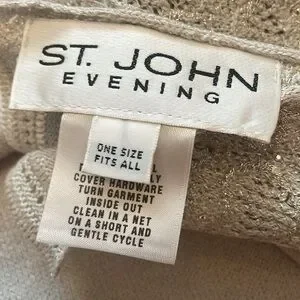 ST. JOHN
EVENING
ONE SIZE
FITS ALL
COVER HARDWARE
TURN GARMENT
INSIDE OUT
CLEAN IN A NET
ON A SHORT AND
GENTLE CYCLE